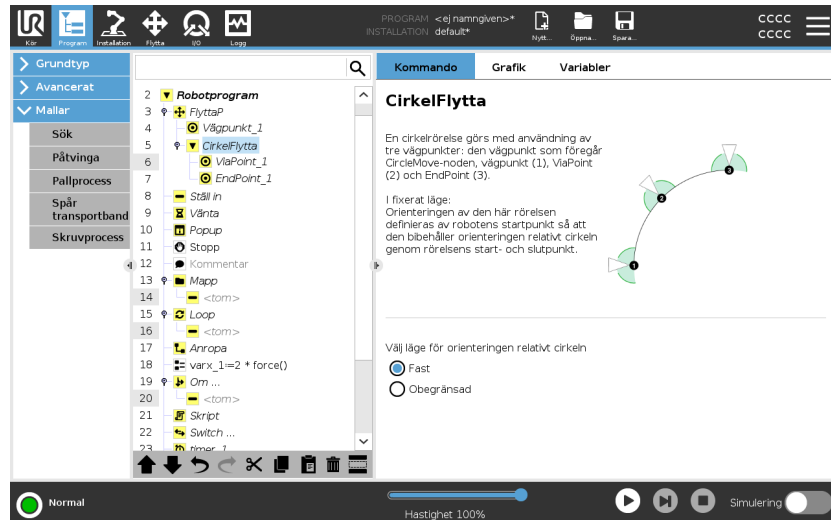 UR
Kör
Program
Installation
Flytta
I/O
Logg
PROGRAM <ej namngiven>*
INSTALLATION default*
Nytt...
Öppna...
Spara...
cccc
cccc
Grundtyp
Avancerat
Mallar
Sök
Påtvinga
Pallprocess
Spår
transportband
Skruvprocess
2 Robotprogram
3 FlyttaP
4 Vägpunkt_1
5 CirkelFlytta
6 ViaPoint_1
7 EndPoint_1
8 Ställ in
9 Vänta
10 Popup
11 Stopp
12 Kommentar
13 Mapp
14 <tom>
15 Loop
16 <tom>
17 Anropa
18 varx_1:=2 * force()
19 Om ...
20 <tom>
21 Skript
22 Switch ...
23 timer_1
Kommando
Grafik
Variabler
CirkelFlytta
En cirkelrörelse görs med användning av
tre vägpunkter: den vägpunkt som föregår
CircleMove-noden, vägpunkt (1), ViaPoint
(2) och EndPoint (3).
I fixerat läge:
Orienteringen av den här rörelsen
definieras av robotens startpunkt så att
den bibehåller orienteringen relativt cirkeln
genom rörelsens start- och slutpunkt.
3
2
1
Välj läge för orienteringen relativt cirkeln
Fast
Obegränsad
Normal
Hastighet 100%
Simulering